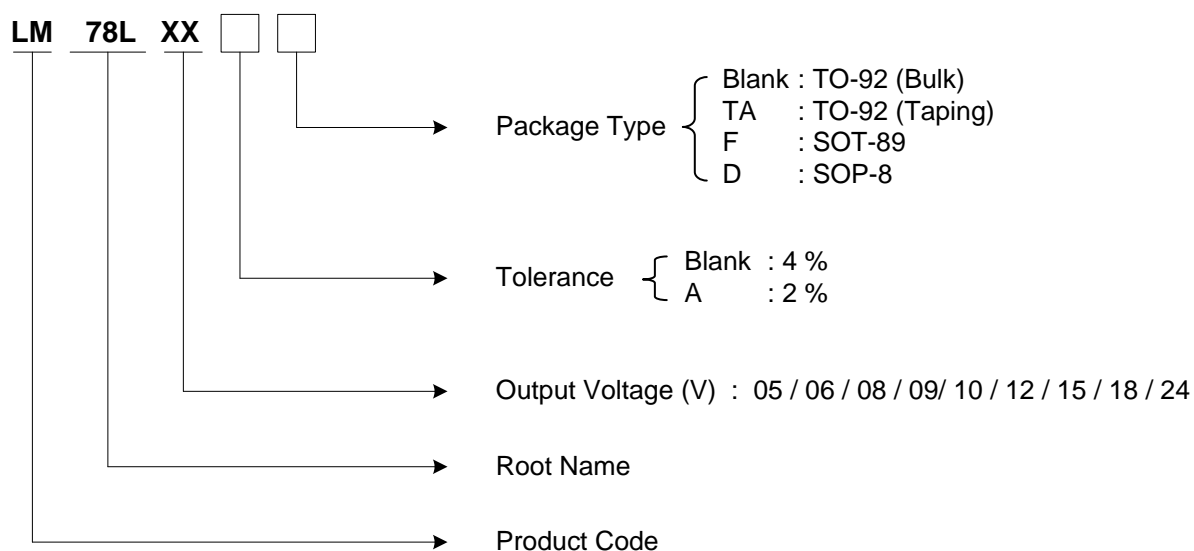 LM 78L XX
Package Type
Blank : TO-92 (Bulk)
TA : TO-92 (Taping)
F : SOT-89
D : SOP-8
Tolerance
Blank : 4 %
A : 2 %
Output Voltage (V) : 05 / 06 / 08 / 09/ 10 / 12 / 15 / 18 / 24
Root Name
Product Code